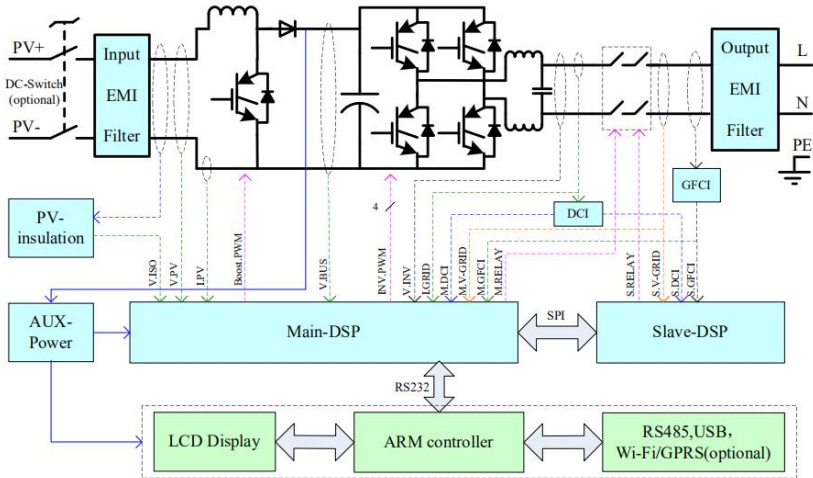 PV+
DC-Switch
(optional)
PV-
Input
EMI
Filter
Output
EMI
Filter
L
N
PE
GFCI
DCI
PV-
insulation
4
V.ISO
V.PV
I.PV
Boost.PWM
V.BUS
INV.PWM
V.INV
I.GRID
M.DCI
M.V-GRID
M.GFCI
M.RELAY
S.RELAY
S.V-GRID
S.DCI
S.GFCI
AUX-
Power
Main-DSP
SPI
Slave-DSP
RS232
LCD Display
ARM controller
RS485,USB,
Wi-Fi/GPRS(optional)